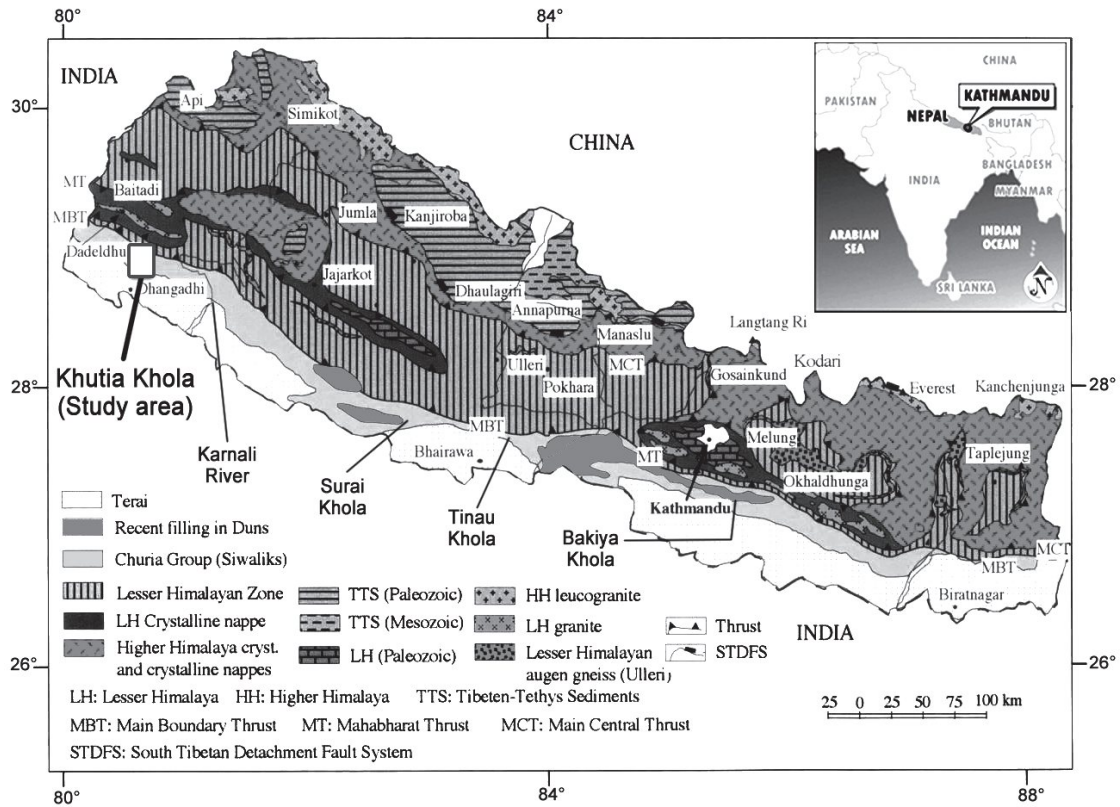 80°
84°
INDIA
30°
Api
Simikot
CHINA
MT
Baitadi
Jumla
Kanjiroba
MBT
Dadeldhu
Dhangadhi
Jajarkot
Dhaulagiri
Annapurna
Manaslu
Langtang Ri
Khutia Khola
(Study area)
28°
28°
Ulleri
MCT
Pokhara
Gosainkund
Kodari
Everest
Kanchenjunga
Karnali
River
MBT
Bhairawa
Surai
Khola
Tinau
Khola
MT
Melung
Okhaldhunga
Taplejung
Kathmandu
Bakiya
Khola
MCT
MBT
Biratnagar
INDIA
CHINA
PAKISTAN
KATHMANDU
NEPAL
BHUTAN
BANGLADESH
INDIA
MYANMAR
ARABIAN
SEA
INDIAN
OCEAN
SRI LANKA
N
Terai
Recent filling in Duns
Churia Group (Siwaliks)
Lesser Himalayan Zone
LH Crystalline nappe
Higher Himalaya cryst.
and crystalline nappes
TTS (Paleozoic)
TTS (Mesozoic)
LH (Paleozoic)
HH leucogranite
LH granite
Lesser Himalayan
augen gneiss (Ulleri)
Thrust
STDFS
26°
26°
LH: Lesser Himalaya HH: Higher Himalaya TTS: Tibeten-Tethys Sediments
MBT: Main Boundary Thrust MT: Mahabharat Thrust MCT: Main Central Thrust
STDFS: South Tibetan Detachment Fault System
25 0 25 50 75 100 km
80°
84°
88°